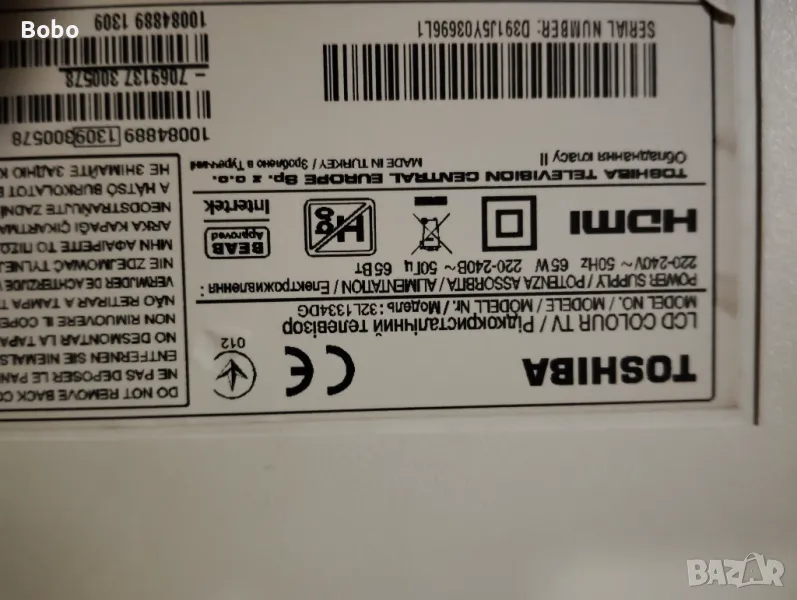 Bobo
TOSHIBA
012
LCD COLOUR TV / Рідкокристалічний телевізор
MODEL NO. / MODELE / MODELL Nr. / Модель : 32L1334DG
POWER SUPPLY / POTENZA ASSORBITA / ALIMENTATION / Електроживлення :
220-240V ~ 50Hz 65W 220-240В~ 50Гц 65Вт
HDMI
Hg
BEAB
Approved
Intertek
TOSHIBA TELEVISION CENTRAL EUROPE Sp. z o.o.
Обладнання класу II MADE IN TURKEY / Зроблено в Туреччині
SERIAL NUMBER: D391J5Y03696L1
DO NOT REMOVE BACK CO
NE PAS DEPOSER LE PAN
ENTFERNEN SIE NIEMALS
NO DESMONTAR LA TAPA
NON RIMUOVERE IL COPE
NÃO RETIRAR A TAMPA T
VERWIJDER DE ACHTERZIJDE
NIE ZDEJMOWAĆ TYLNEJ
ΜΗΝ ΑΦΑΙΡΕΙΤΕ ΤΟ ΠΙΣΩ
ARKA KAPAĞI ÇIKARTMA
NEODSTRAŇUJTE ZADNÍ
A HÁTSÓ BURKOLATOT
НЕ ЗНІМАЙТЕ ЗАДНЮ К
10084889 1309 300578
7069137 300578
10084889 1309
BAZAR